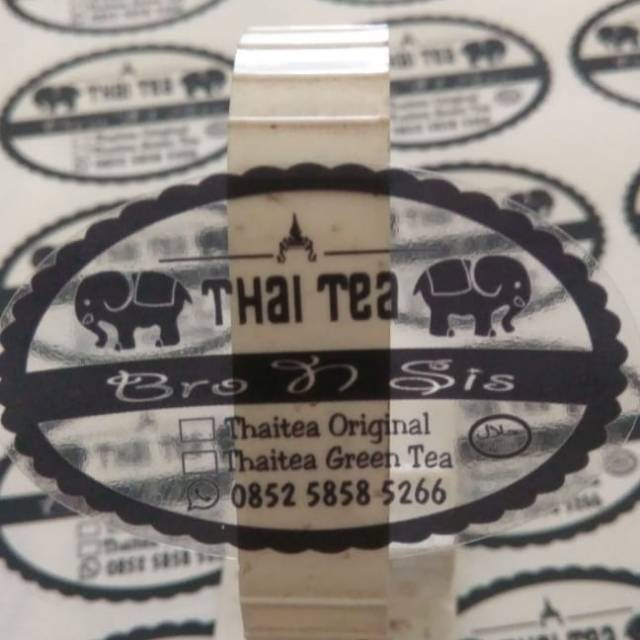 THAI TEA
Bro N Sis
Thaitea Original
Thaitea Green Tea
0852 5858 5266